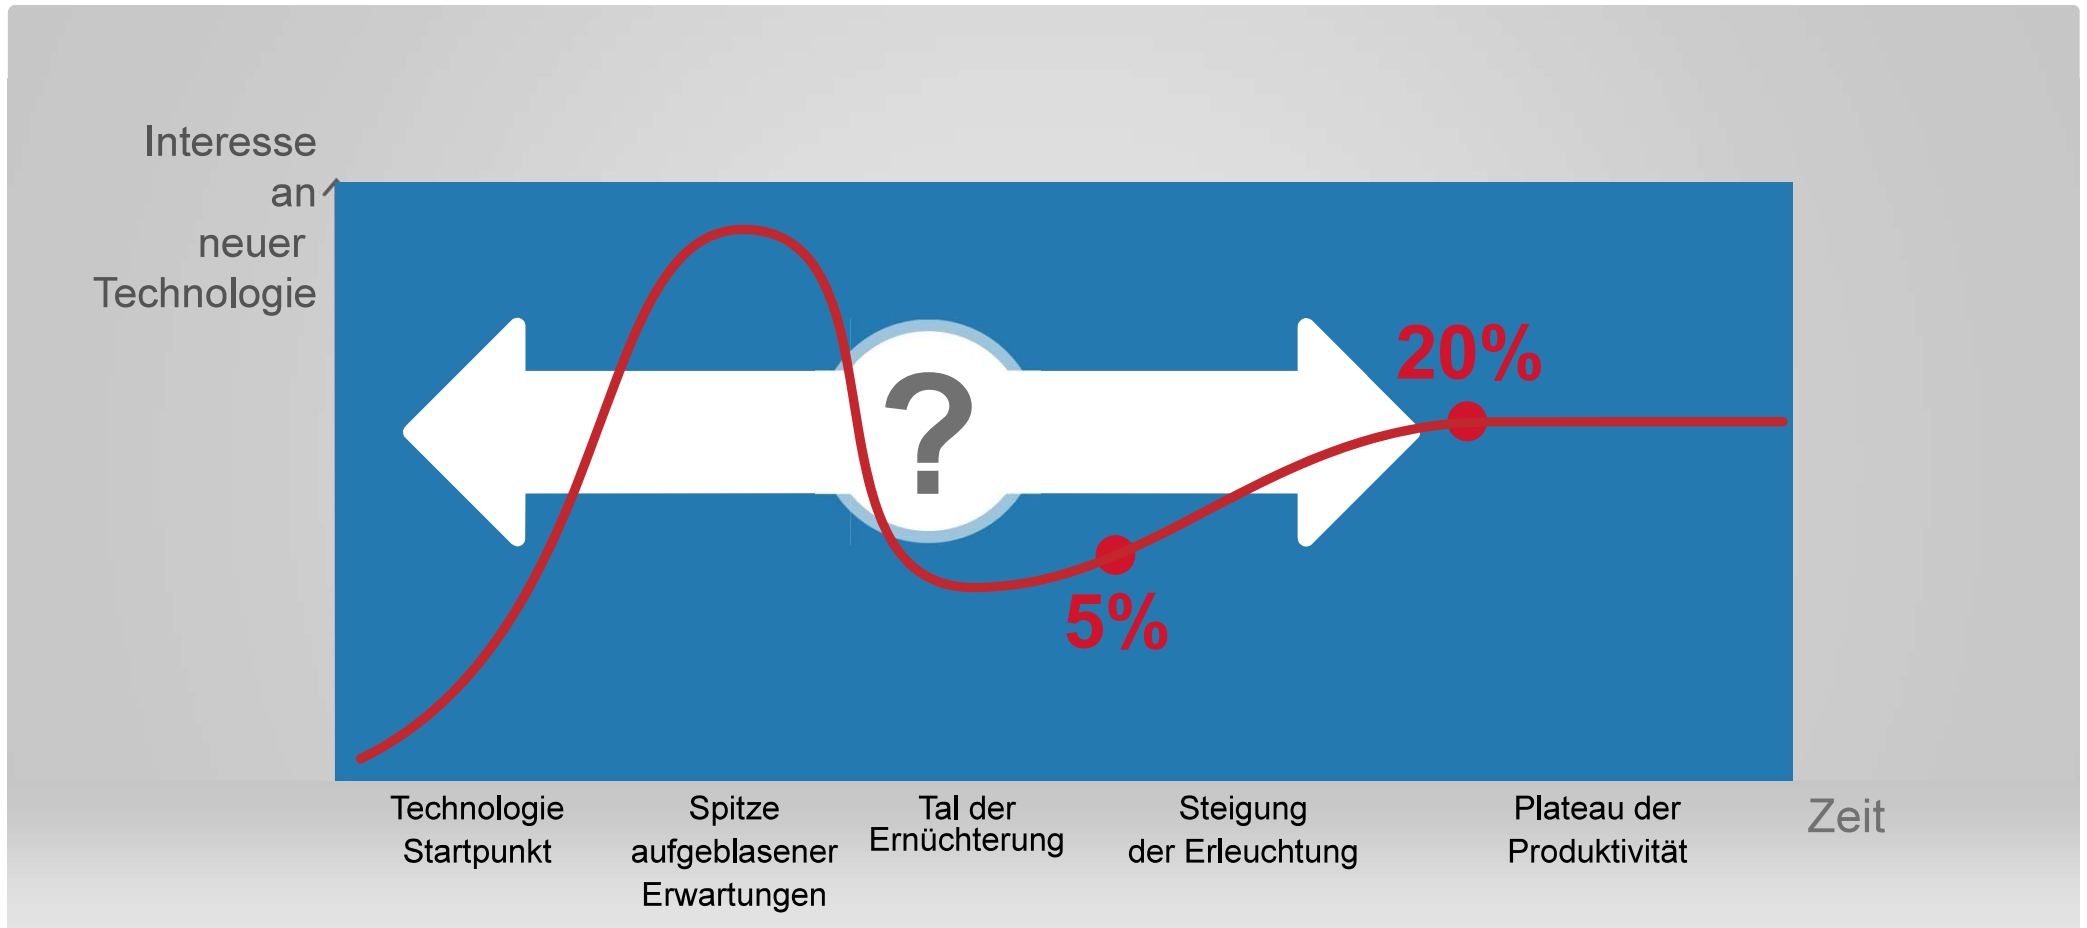 Interesse
an
neuer
Technologie
20%
?
5%
Technologie
Startpunkt
Spitze
aufgeblasener
Erwartungen
Tal der
Ernüchterung
Steigung
der Erleuchtung
Plateau der
Produktivität
Zeit